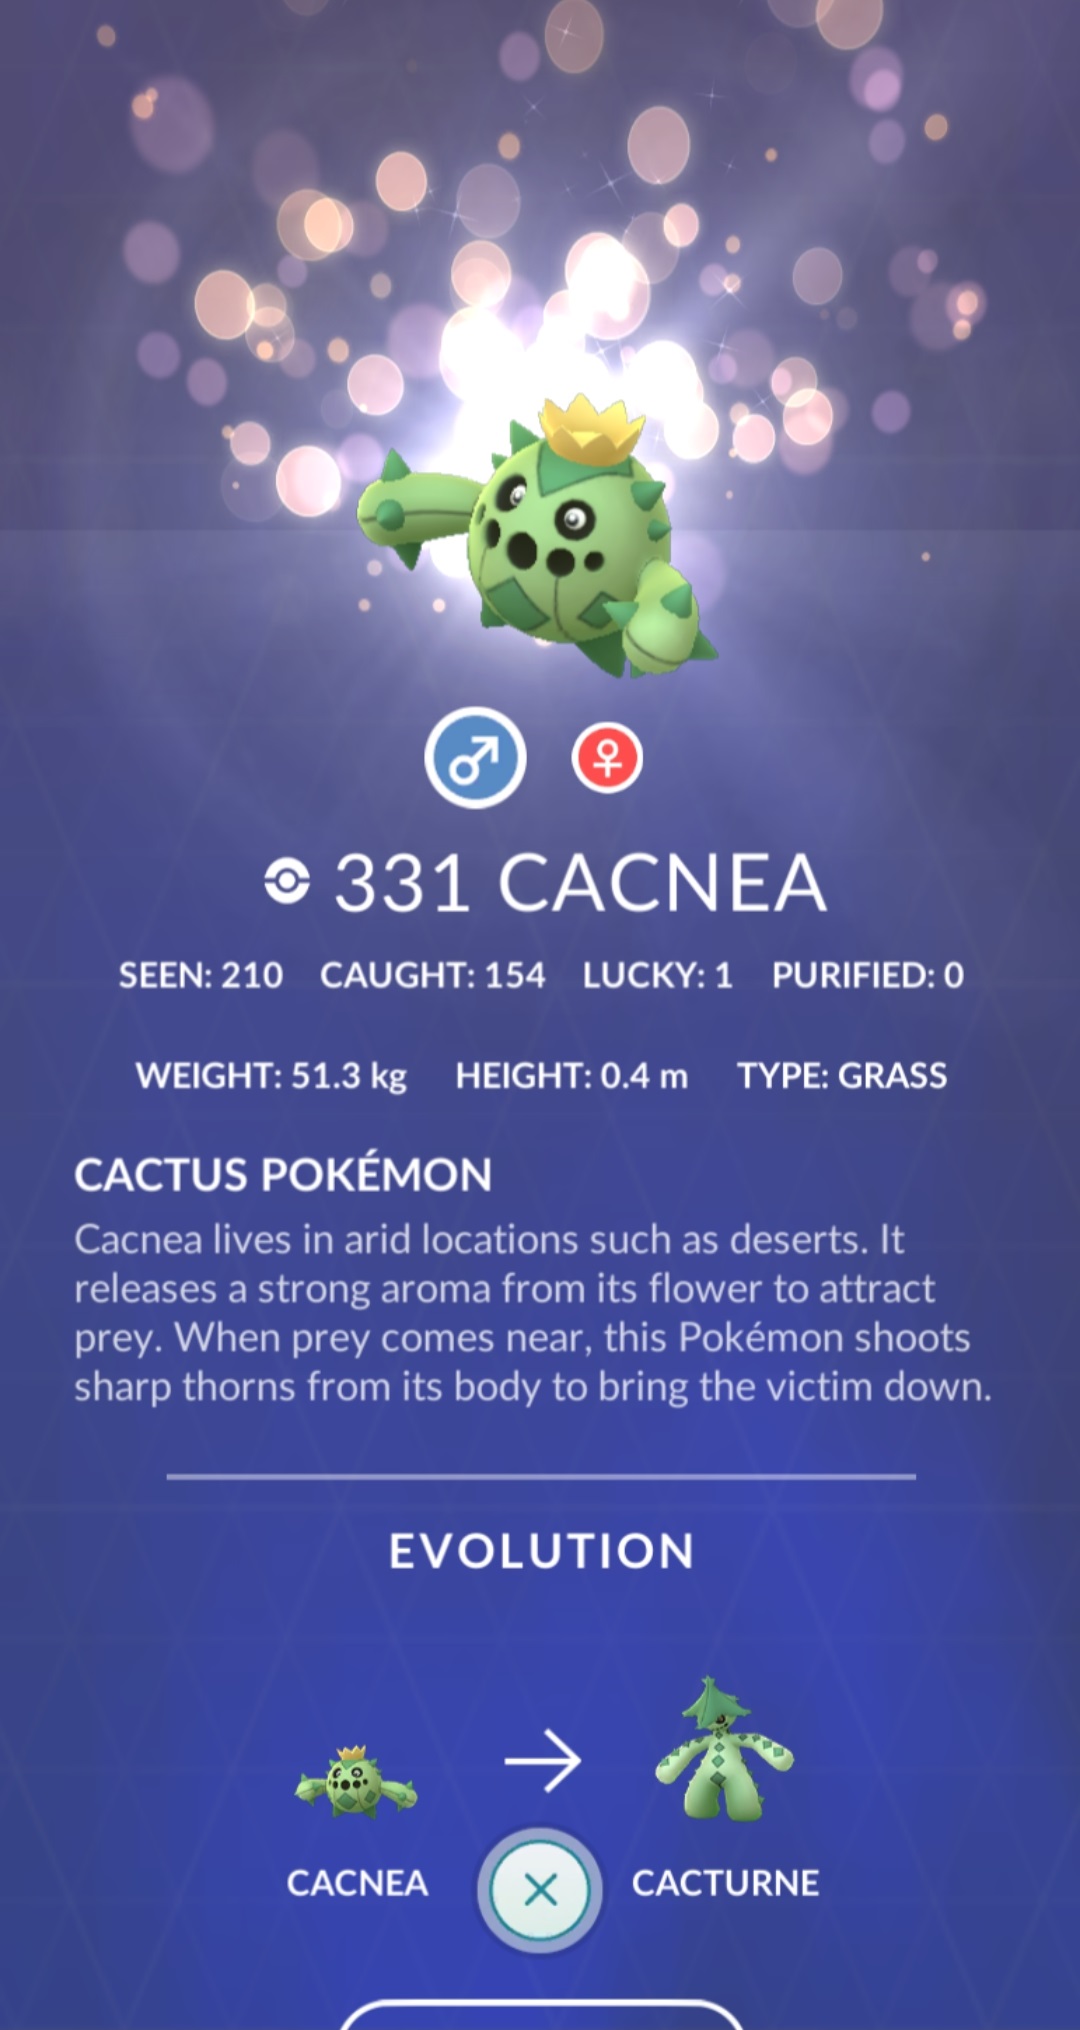 331 CACNEA
SEEN: 210 CAUGHT: 154 LUCKY: 1 PURIFIED: 0
WEIGHT: 51.3 kg HEIGHT: 0.4 m TYPE: GRASS
CACTUS POKÉMON
Cacnea lives in arid locations such as deserts. It
releases a strong aroma from its flower to attract
prey. When prey comes near, this Pokémon shoots
sharp thorns from its body to bring the victim down.
EVOLUTION
CACNEA CACTURNE